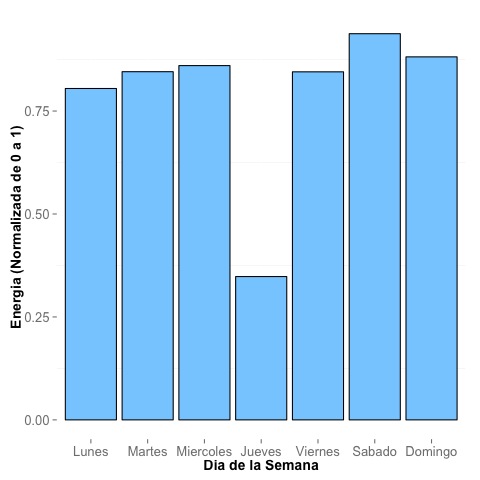 Energia (Normalizada de 0 a 1)
0.75
0.50
0.25
0.00
Lunes Martes Miercoles Jueves Viernes Sabado Domingo
Dia de la Semana